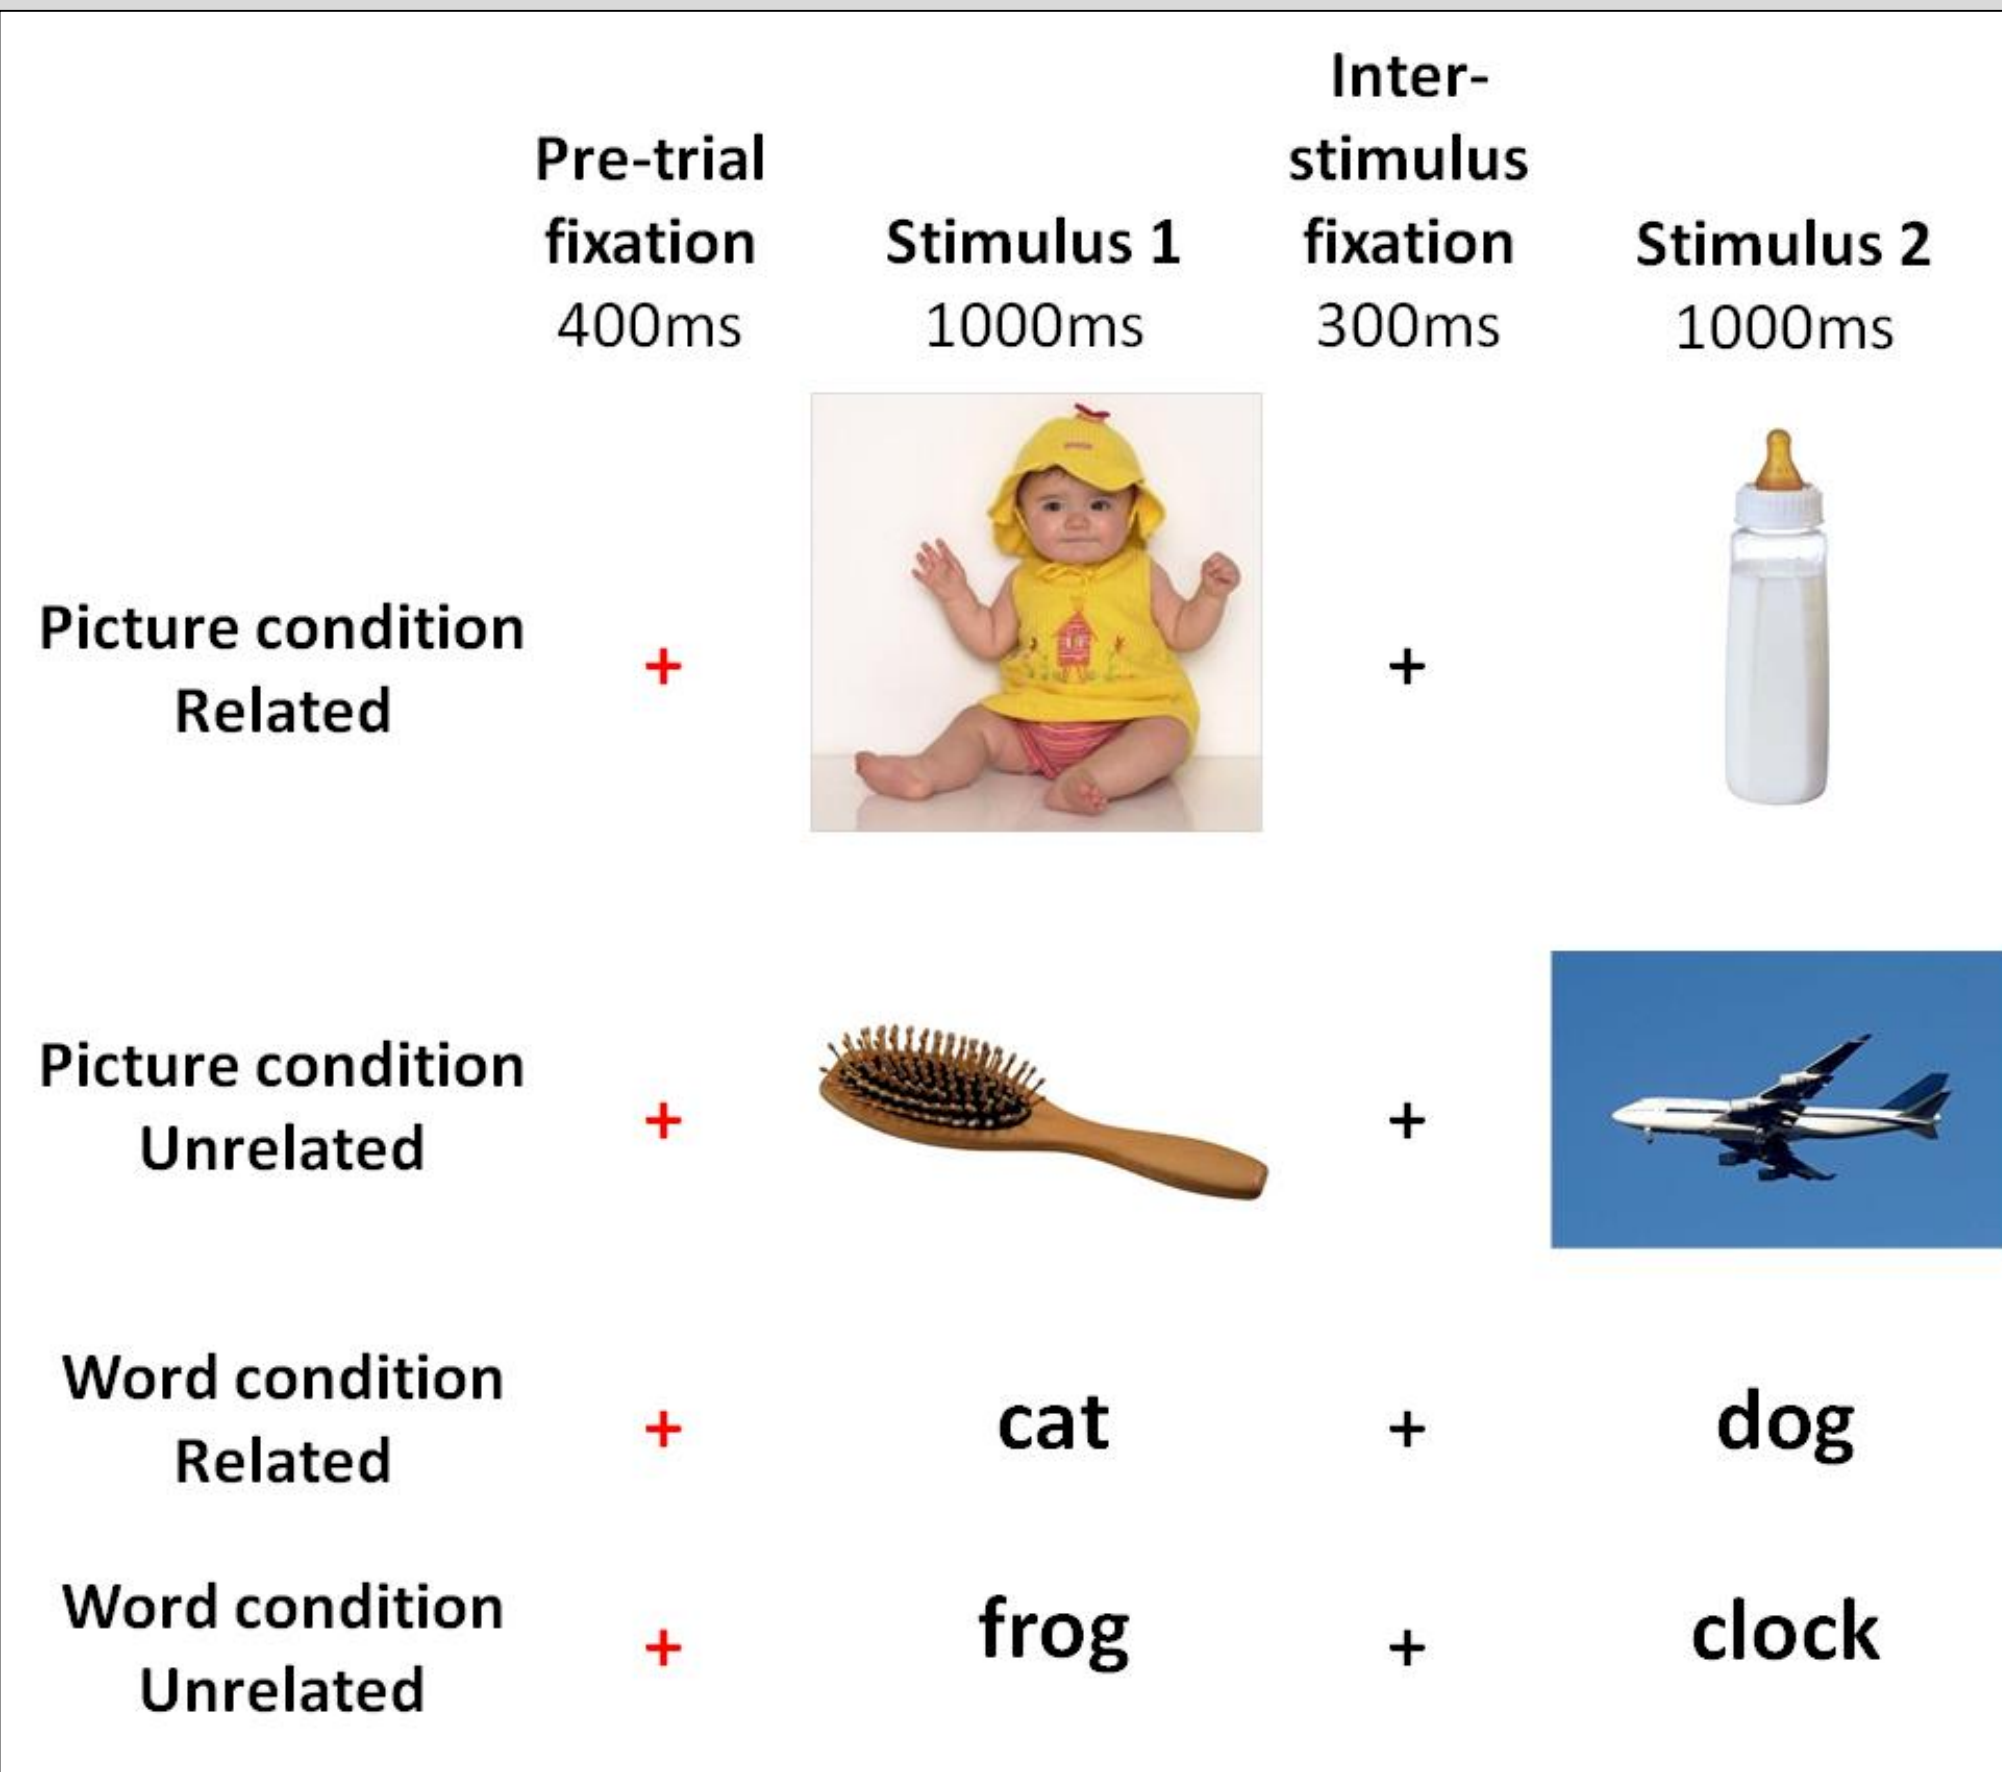 Pre-trial
fixation
400ms
Stimulus 1
1000ms
Inter-
stimulus
fixation
300ms
Stimulus 2
1000ms
Picture condition
Related
+
+
Picture condition
Unrelated
+
+
Word condition
Related
+
cat
+
dog
Word condition
Unrelated
+
frog
+
clock